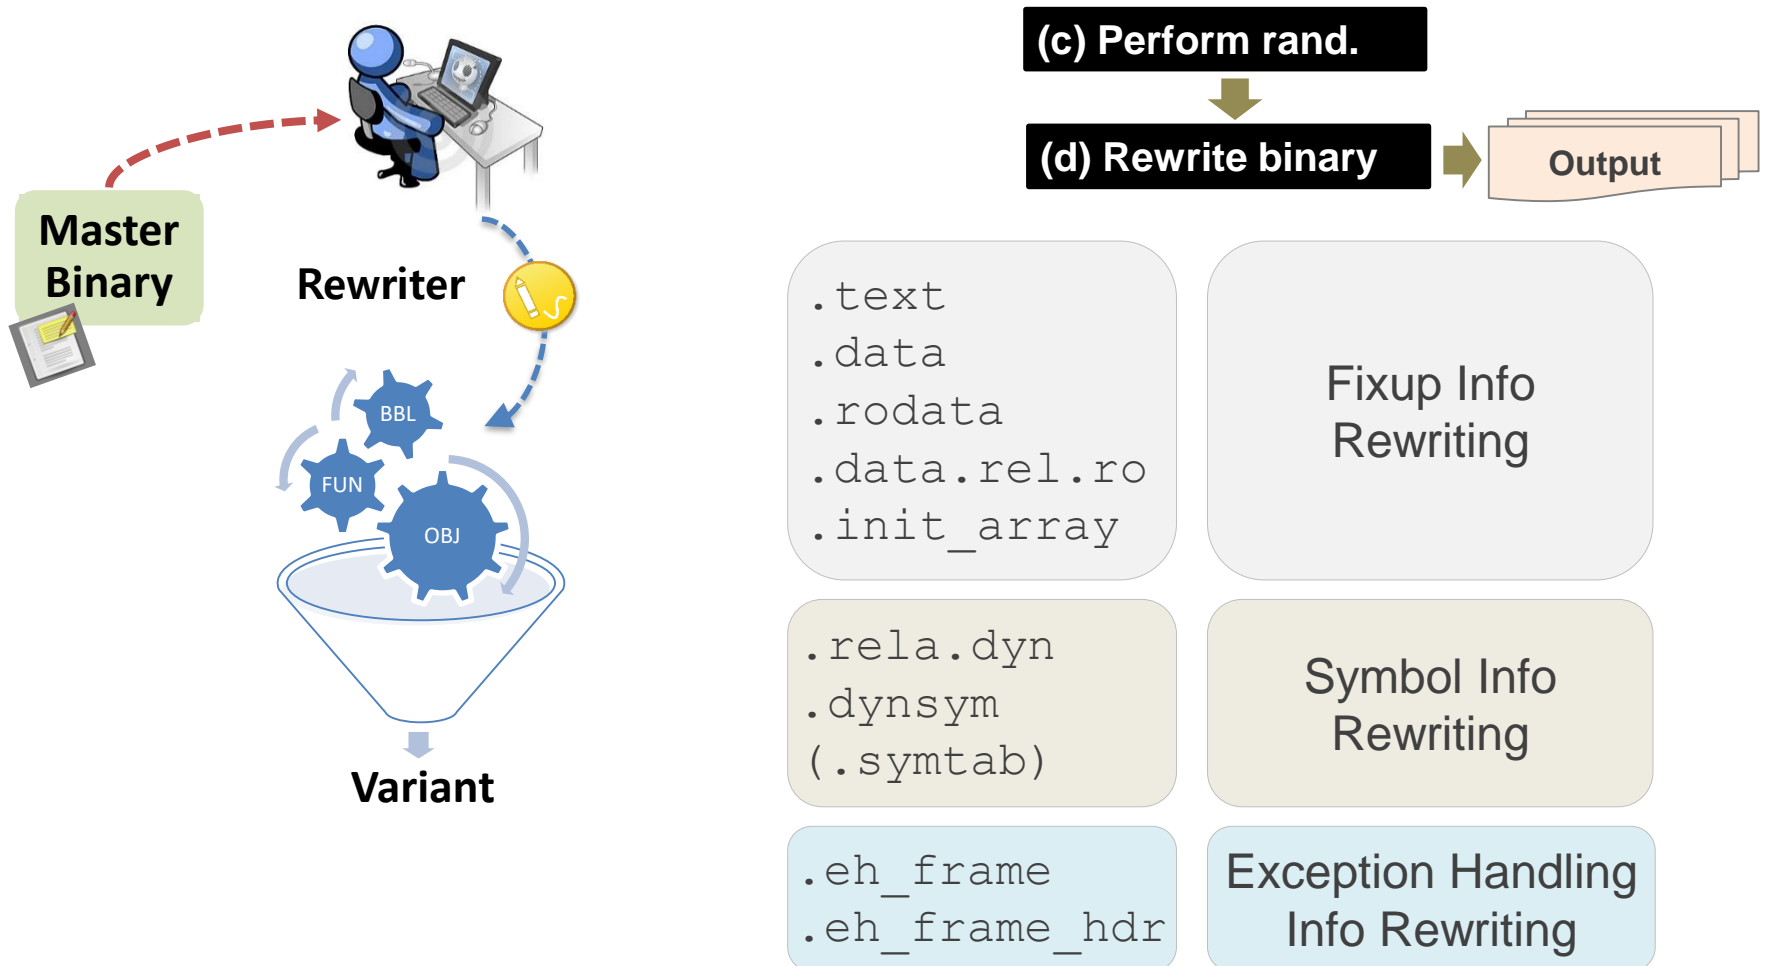 Master
Binary
Rewriter
BBL
FUN
OBJ
Variant
(c) Perform rand.
(d) Rewrite binary
Output
.text
.data
.rodata
.data.rel.ro
.init_array
Fixup Info
Rewriting
.rela.dyn
.dynsym
(.symtab)
Symbol Info
Rewriting
.eh_frame
.eh_frame_hdr
Exception Handling
Info Rewriting